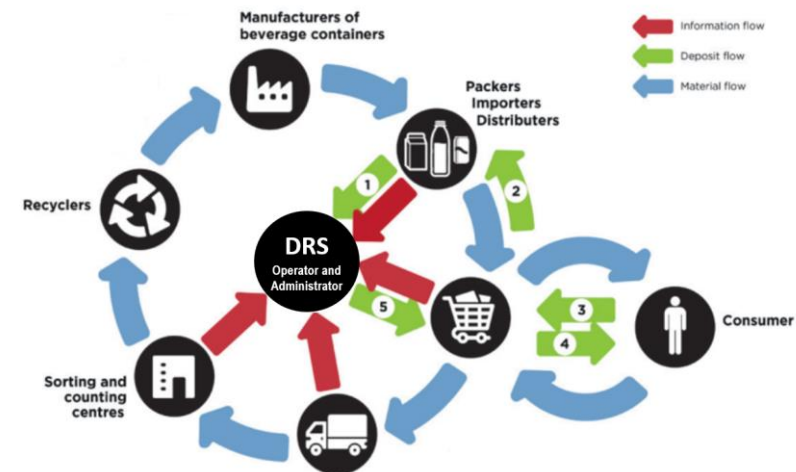 Manufacturers of
beverage containers
Information flow
Deposit flow
Material flow
Packers
Importers
Distributers
1
2
Recyclers
DRS
Operator and
Administrator
5
3
4
Consumer
Sorting and
counting
centres